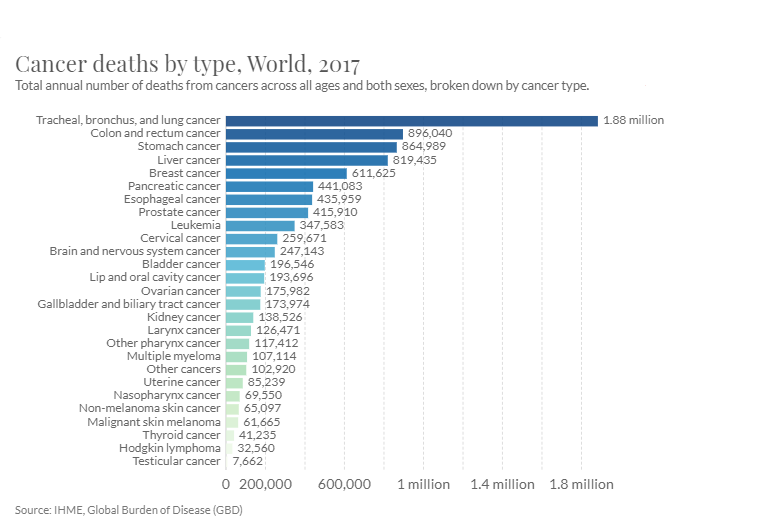 Cancer deaths by type, World, 2017
Total annual number of deaths from cancers across all ages and both sexes, broken down by cancer type.
Tracheal, bronchus, and lung cancer 1.88 million
Colon and rectum cancer 896,040
Stomach cancer 864,989
Liver cancer 819,435
Breast cancer 611,625
Pancreatic cancer 441,083
Esophageal cancer 435,959
Prostate cancer 415,910
Leukemia 347,583
Cervical cancer 259,671
Brain and nervous system cancer 247,143
Bladder cancer 196,546
Lip and oral cavity cancer 193,696
Ovarian cancer 175,982
Gallbladder and biliary tract cancer 173,974
Kidney cancer 138,526
Larynx cancer 126,471
Other pharynx cancer 117,412
Multiple myeloma 107,114
Other cancers 102,920
Uterine cancer 85,239
Nasopharynx cancer 69,550
Non-melanoma skin cancer 65,097
Malignant skin melanoma 61,665
Thyroid cancer 41,235
Hodgkin lymphoma 32,560
Testicular cancer 7,662
0 200,000 600,000 1 million 1.4 million 1.8 million
Source: IHME, Global Burden of Disease (GBD)